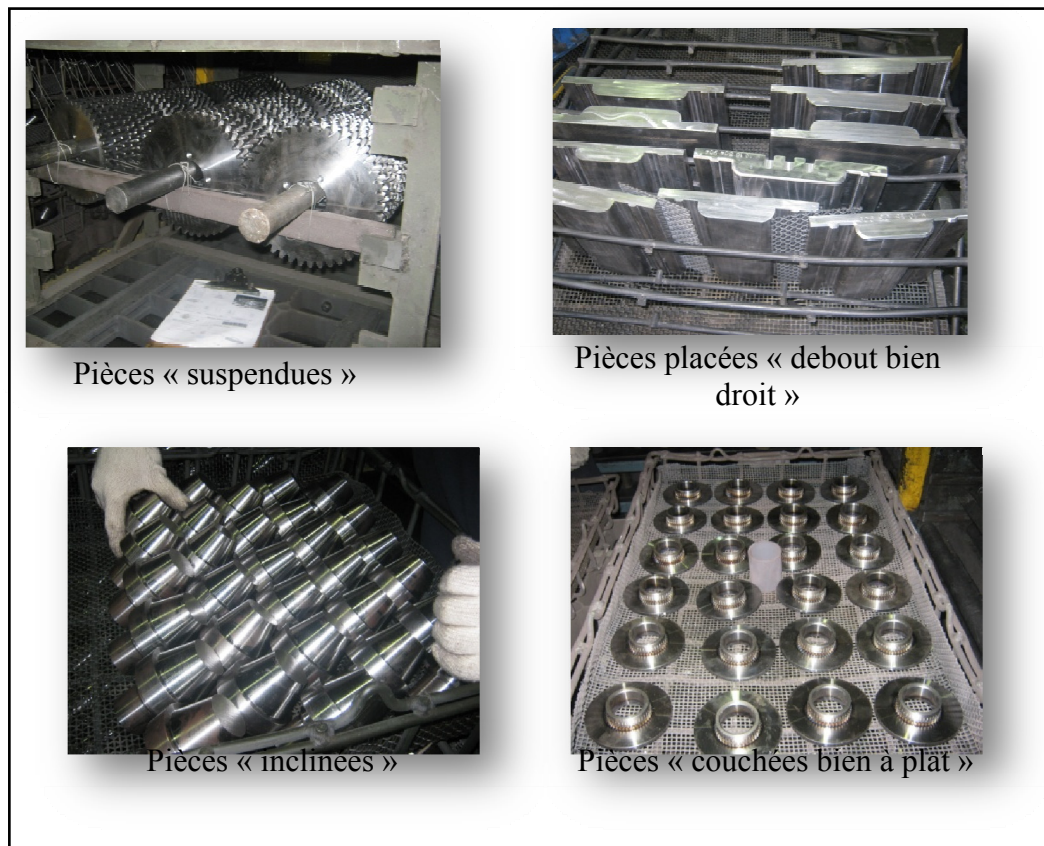 Pièces « suspendues »
Pièces placées « debout bien
droit »
Pièces « inclinées »
Pièces « couchées bien à plat »